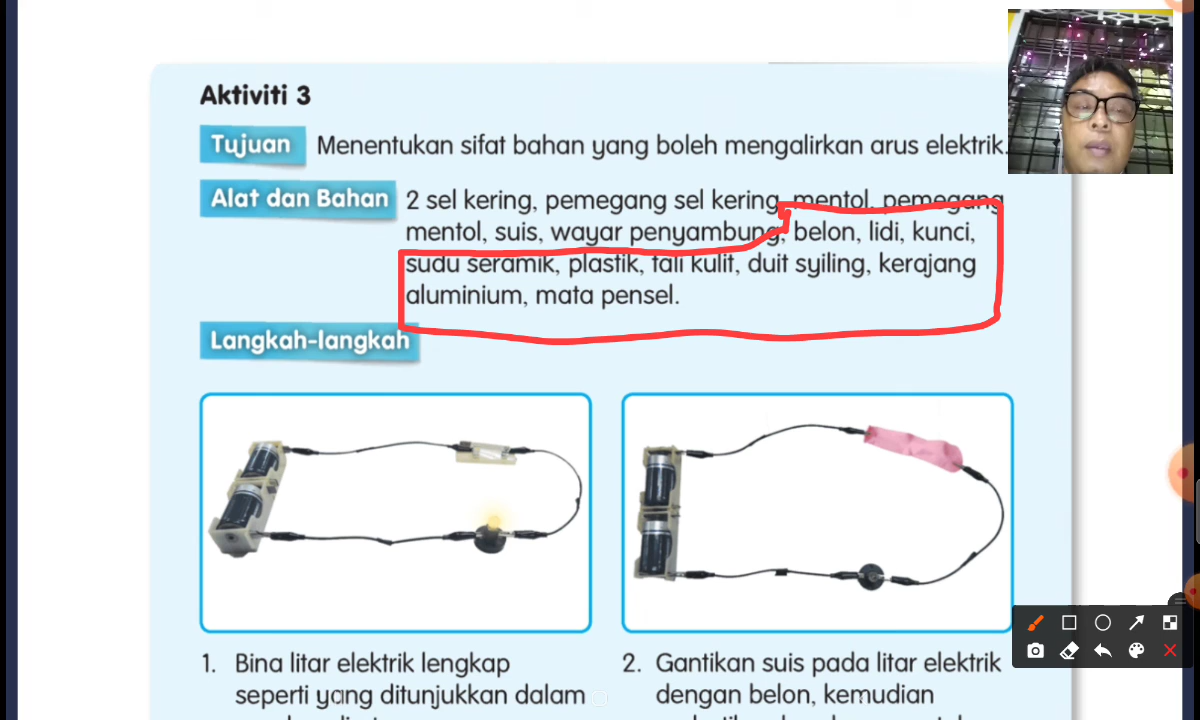 Aktiviti 3
Tujuan Menentukan sifat bahan yang boleh mengalirkan arus elektrik.
Alat dan Bahan 2 sel kering, pemegang sel kering, mentol, pemegang
mentol, suis, wayar penyambung, belon, lidi, kunci,
sudu seramik, plastik, tali kulit, duit syiling, kerajang
aluminium, mata pensel.
Langkah-langkah
1. Bina litar elektrik lengkap
seperti yang ditunjukkan dalam
2. Gantikan suis pada litar elektrik
dengan belon, kemudian